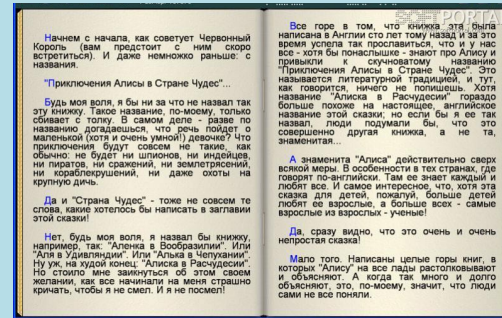 SOFTPORTA
Начнем с начала, как советует Червонный
Король (вам предстоит с ним скоро
встретиться). И даже немножко раньше: с
названия.
"Приключения Алисы в Стране Чудес"...
Будь моя воля, я бы ни за что не назвал так
эту книжку. Такое название, по-моему, только
сбивает с толку. В самом деле - разве по
названию догадаешься, что речь пойдет о
маленькой (хотя и очень умной!) девочке? Что
приключения будут совсем не такие, как
обычно: не будет ни шпионов, ни индейцев,
ни пиратов, ни сражений, ни землетрясений,
ни кораблекрушений, ни даже охоты на
крупную дичь.
Да и "Страна Чудес" - тоже не совсем те
слова, какие хотелось бы написать в заглавии
этой сказки!
Нет, будь моя воля, я назвал бы книжку,
например, так: "Аленка в Вообразилии". Или
"Аля в Удивляндии". Или "Алька в Чепухании".
Ну уж, на худой конец: "Алиска в Расчудесии".
Но стоило мне заикнуться об этом своем
желании, как все начинали на меня страшно
кричать, чтобы я не смел. И я не посмел!
Все горе в том, что книжка эта была
написана в Англии сто лет тому назад и за это
время успела так прославиться, что и у нас
все - хотя бы понаслышке - знают про Алису и
привыкли к скучноватому названию
"Приключения Алисы в Стране Чудес". Это
называется литературной традицией, и тут,
как говорится, ничего не попишешь. Хотя
название "Алиска в Расчудесии" гораздо
больше похоже на настоящее, английское
название этой сказки; но если бы я ее так
назвал, люди подумали бы, что это
совершенно другая книжка, а не та,
знаменитая...
А знаменита "Алиса" действительно сверх
всякой меры. В особенности в тех странах, где
говорят по-английски. Там ее знает каждый и
любят все. И самое интересное, что, хотя эта
сказка для детей, пожалуй, больше детей
любят ее взрослые, а больше всех - самые
взрослые из взрослых - ученые!
Да, сразу видно, что это очень и очень
непростая сказка!
Мало того. Написаны целые горы книг, в
которых "Алису" на все лады растолковывают
и объясняют. А когда так много и долго
объясняют, это, по-моему, значит, что люди
сами не все поняли.